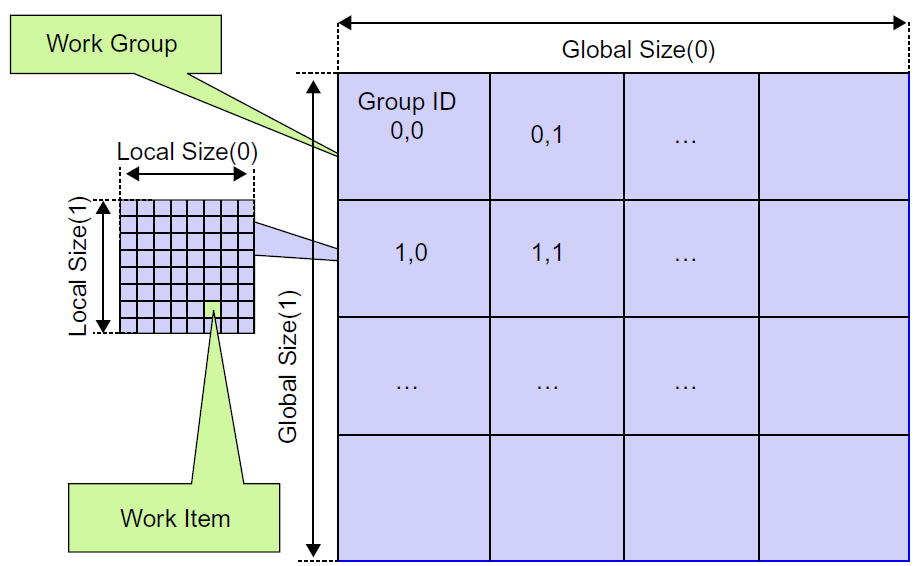 Work Group
Global Size(0)
Group ID
0,0
0,1
...
Local Size(0)
Local Size(1)
1,0
1,1
...
Global Size(1)
...
...
...
Work Item